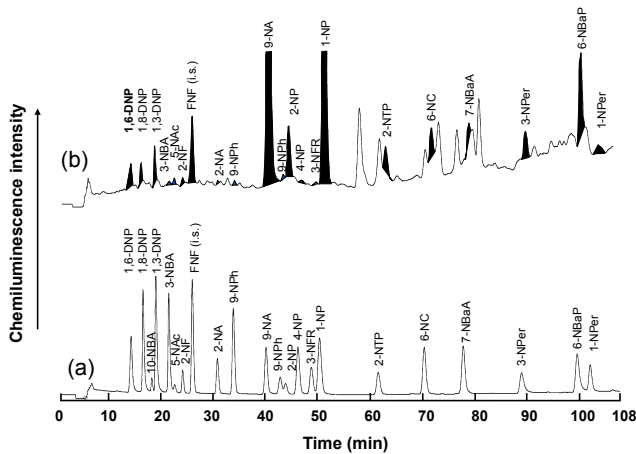 9-NA
1-NP
6-NBaP
1,6-DNP
1,8-DNP
1,3-DNP
3-NBA
5-NAc
2-NF
FNF (i.s.)
2-NA
9-NPh
9-NPh
2-NP
4-NP
3-NFR
2-NTP
6-NC
7-NBaA
3-NPer
1-NPer
(b)
Chemiluminescence intensity
1,6-DNP
1,8-DNP
10-NBA
1,3-DNP
3-NBA
5-NAc
2-NF
FNF (i.s.)
2-NA
9-NPh
9-NA
9-NPh
2-NP
4-NP
3-NFR
1-NP
2-NTP
6-NC
7-NBaA
3-NPer
6-NBaP
1-NPer
(a)
0 10 20 30 40 50 60 70 80 90 100 108
Time (min)